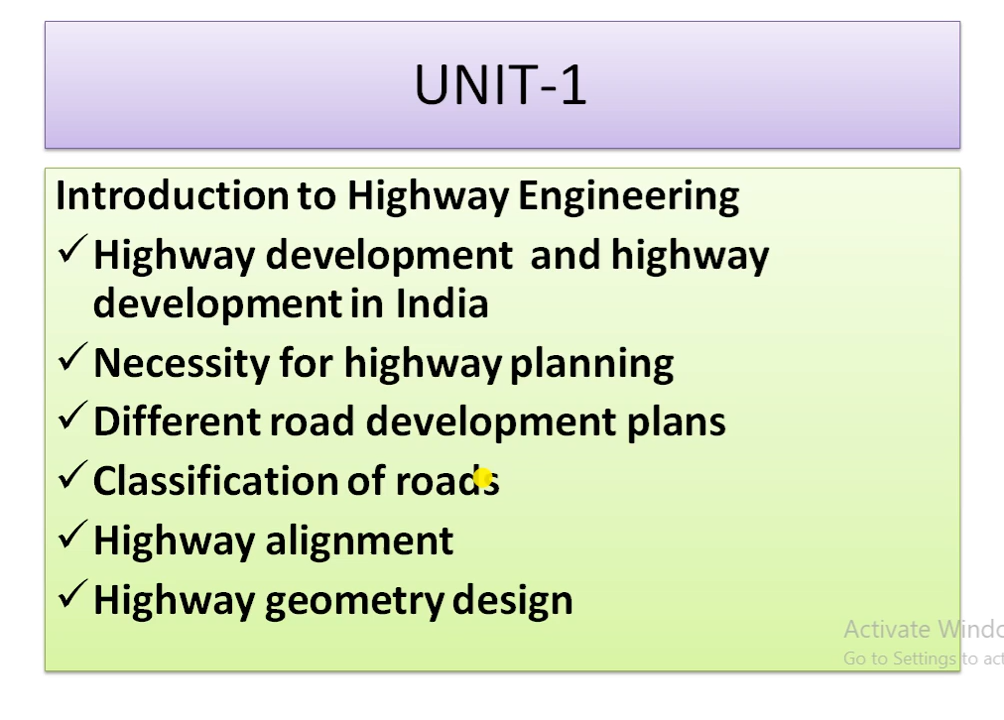 UNIT-1
Introduction to Highway Engineering
✓ Highway development and highway
development in India
✓ Necessity for highway planning
✓ Different road development plans
✓ Classification of roads
✓ Highway alignment
✓ Highway geometry design
Activate Windo
Go to Settings to act